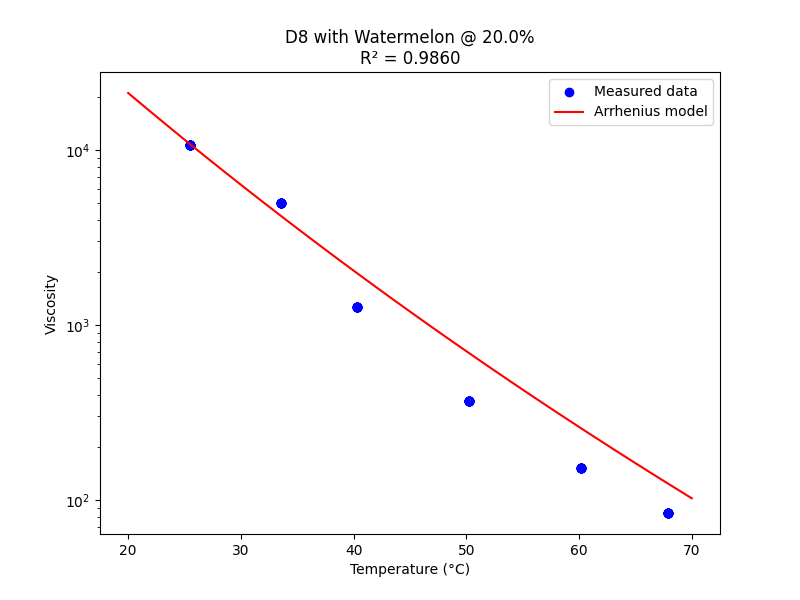 D8 with Watermelon @ 20.0%
R² = 0.9860
Measured data
Arrhenius model
Viscosity
10⁴
10³
10²
20 30 40 50 60 70
Temperature (°C)